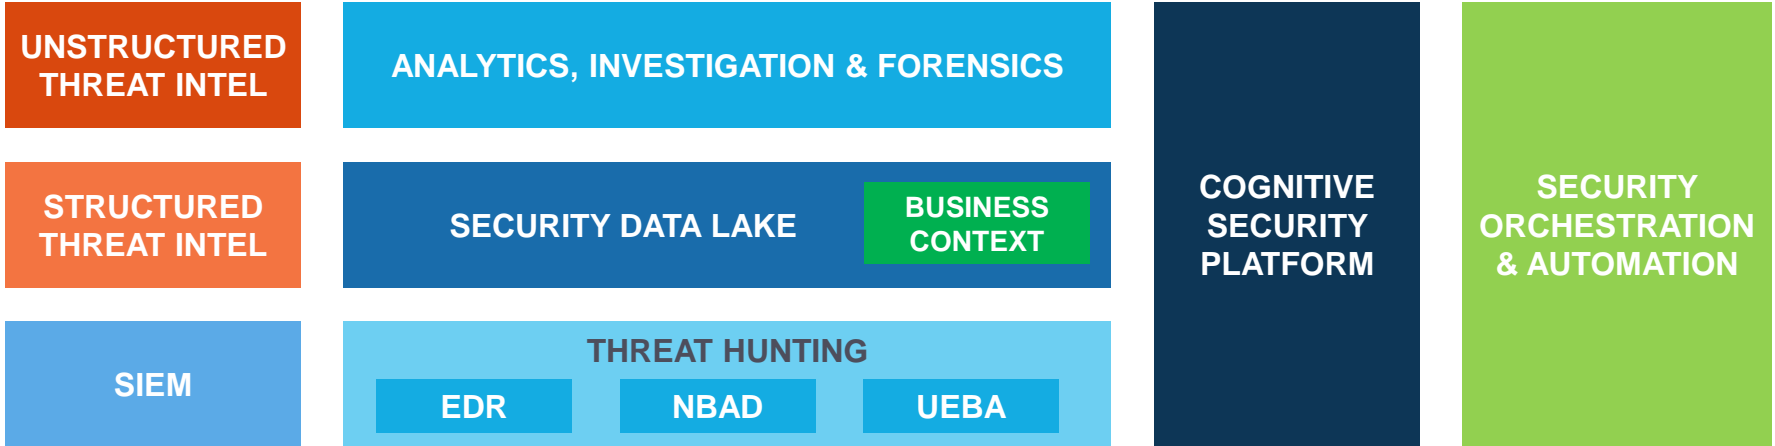 UNSTRUCTURED
THREAT INTEL
ANALYTICS, INVESTIGATION & FORENSICS
STRUCTURED
THREAT INTEL
SECURITY DATA LAKE
BUSINESS
CONTEXT
SIEM
THREAT HUNTING
EDR
NBAD
UEBA
COGNITIVE
SECURITY
PLATFORM
SECURITY
ORCHESTRATION
& AUTOMATION